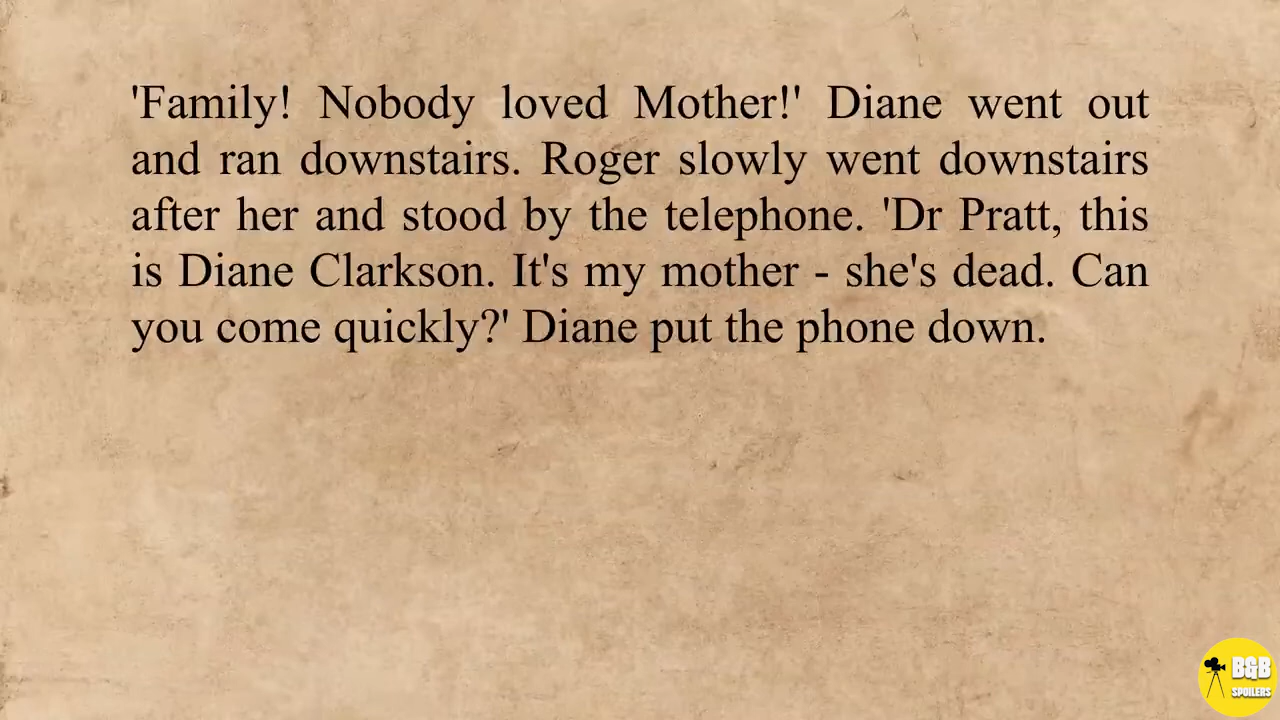 'Family! Nobody loved Mother!' Diane went out
and ran downstairs. Roger slowly went downstairs
after her and stood by the telephone. 'Dr Pratt, this
is Diane Clarkson. It's my mother - she's dead. Can
you come quickly?' Diane put the phone down.
B&B
SPOILERS